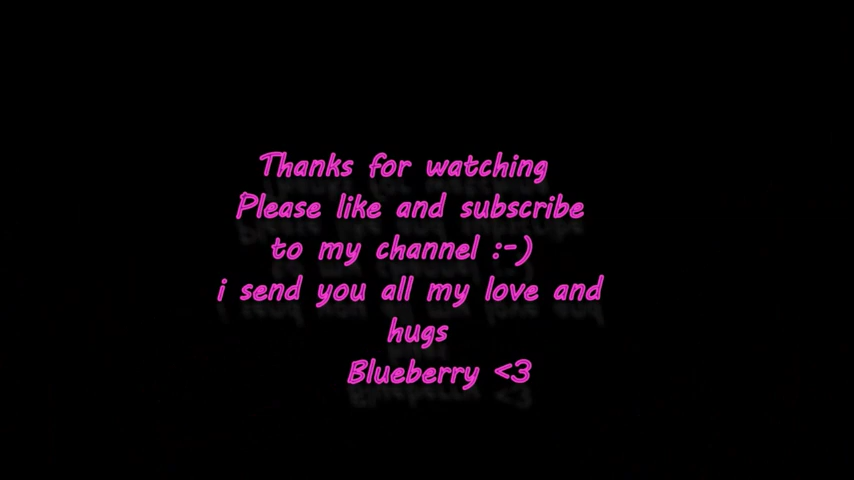 Thanks for watching
Please like and subscribe
to my channel :-)
i send you all my love and
hugs
Blueberry <3